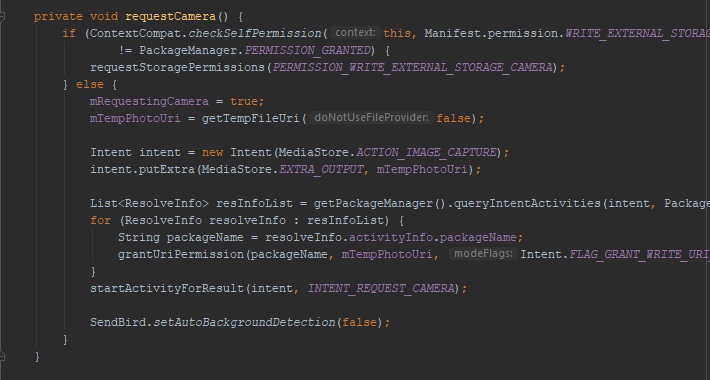 private void requestCamera() {
if (ContextCompat.checkSelfPermission( context: this, Manifest.permission.WRITE_EXTERNAL_STORAG
!= PackageManager.PERMISSION_GRANTED) {
requestStoragePermissions(PERMISSION_WRITE_EXTERNAL_STORAGE_CAMERA);
} else {
mRequestingCamera = true;
mTempPhotoUri = getTempFileUri( doNotUseFileProvider: false);
Intent intent = new Intent(MediaStore.ACTION_IMAGE_CAPTURE);
intent.putExtra(MediaStore.EXTRA_OUTPUT, mTempPhotoUri);
List<ResolveInfo> resInfoList = getPackageManager().queryIntentActivities(intent, Package
for (ResolveInfo resolveInfo : resInfoList) {
String packageName = resolveInfo.activityInfo.packageName;
grantUriPermission(packageName, mTempPhotoUri, modeFlags: Intent.FLAG_GRANT_WRITE_URI_
}
startActivityForResult(intent, INTENT_REQUEST_CAMERA);
SendBird.setAutoBackgroundDetection(false);
}
}